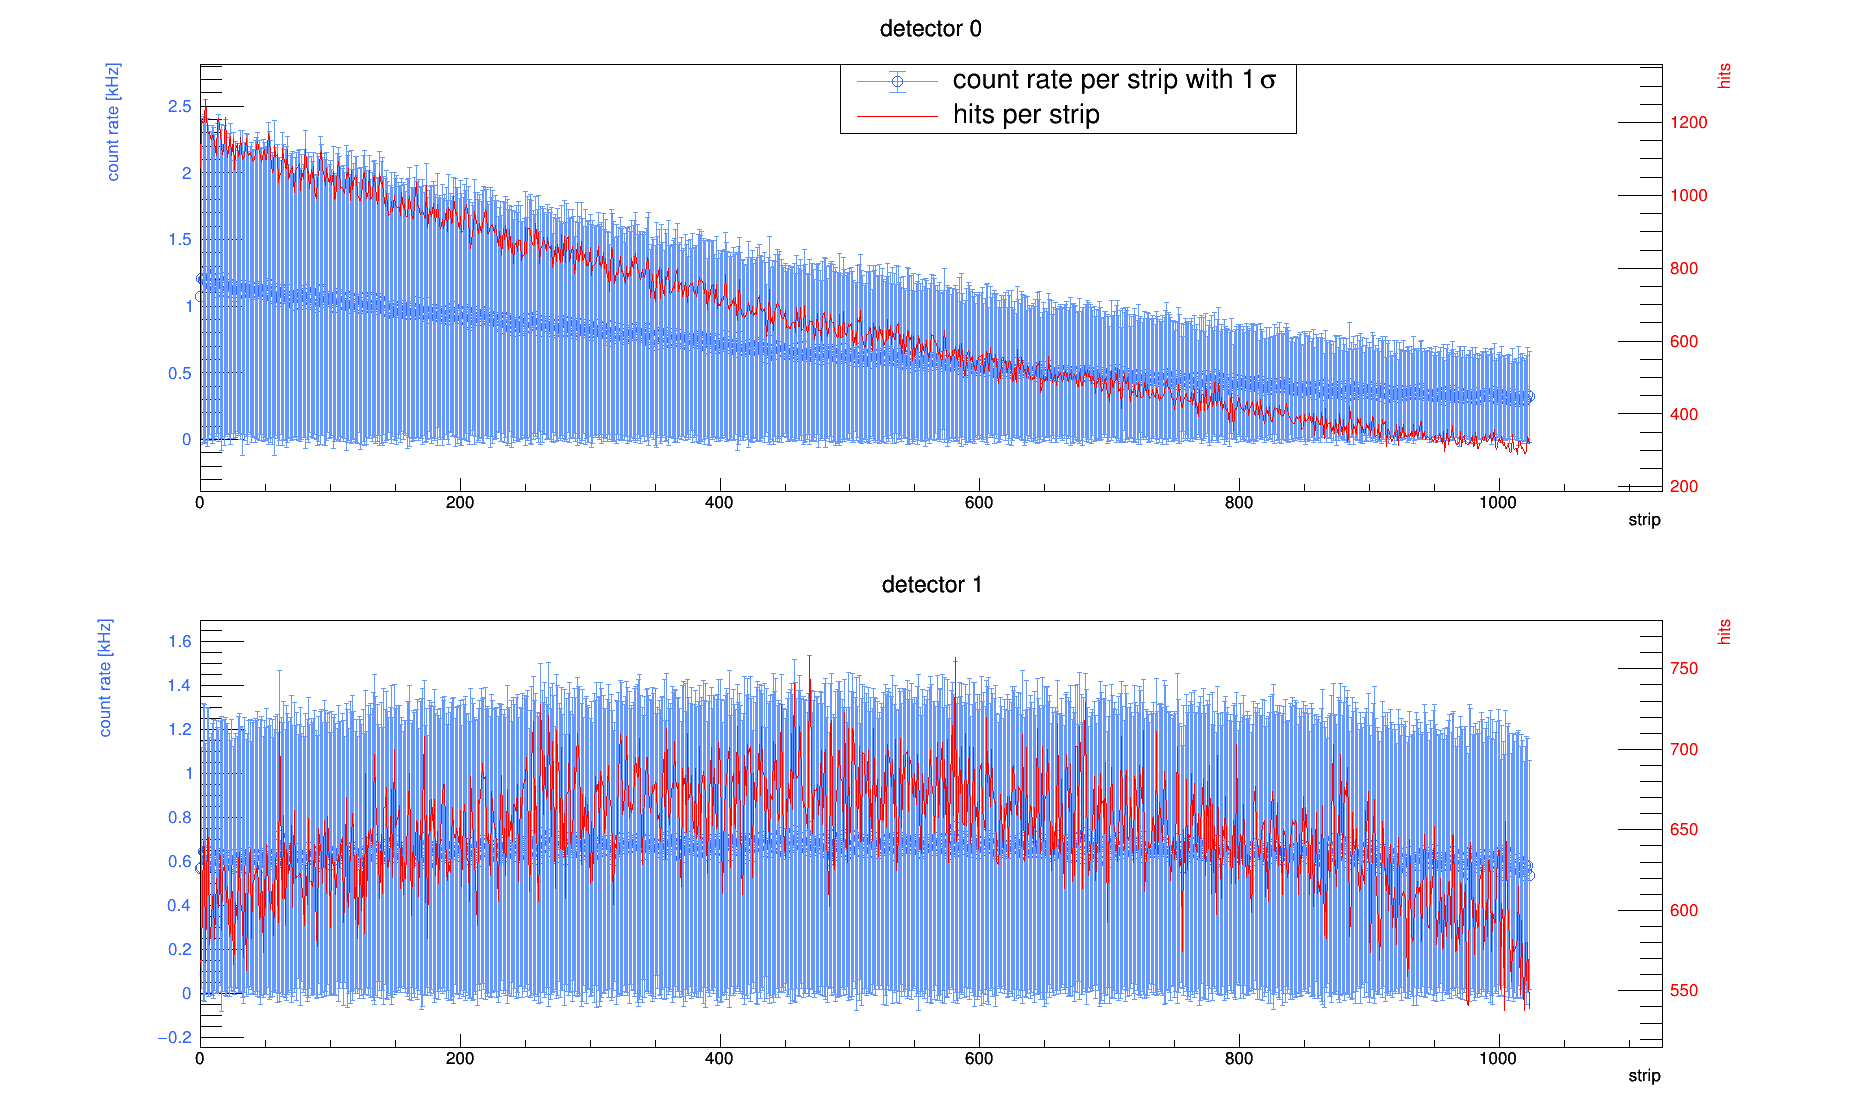 detector 0
count rate [kHz]
hits
count rate per strip with 1 σ
hits per strip
2.5
2
1.5
1
0.5
0
1200
1000
800
600
400
200
0 200 400 600 800 1000
strip
detector 1
count rate [kHz]
hits
1.6
1.4
1.2
1
0.8
0.6
0.4
0.2
0
−0.2
750
700
650
600
550
0 200 400 600 800 1000
strip